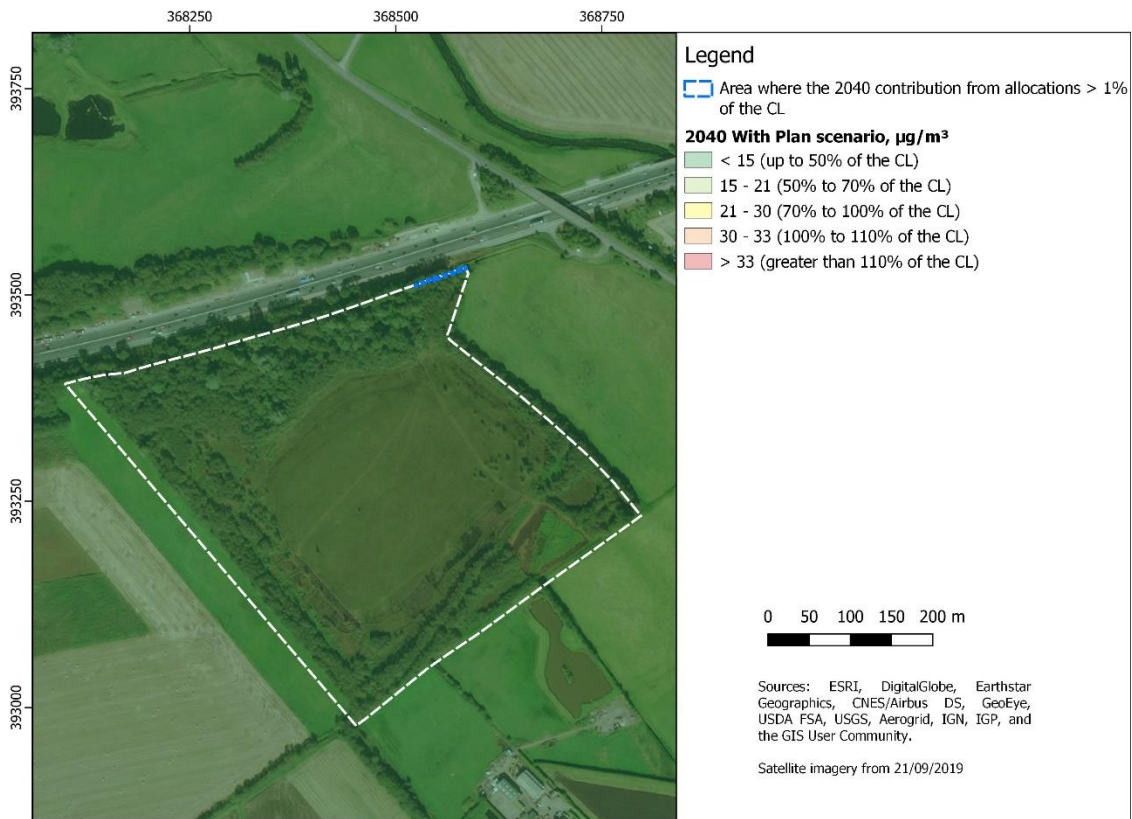 368250 368500 368750
393750
393500
393250
393000
Legend
Area where the 2040 contribution from allocations > 1%
of the CL
2040 With Plan scenario, µg/m³
< 15 (up to 50% of the CL)
15 - 21 (50% to 70% of the CL)
21 - 30 (70% to 100% of the CL)
30 - 33 (100% to 110% of the CL)
> 33 (greater than 110% of the CL)
0 50 100 150 200 m
Sources: ESRI, DigitalGlobe, Earthstar
Geographics, CNES/Airbus DS, GeoEye,
USDA FSA, USGS, Aerogrid, IGN, IGP, and
the GIS User Community.
Satellite imagery from 21/09/2019